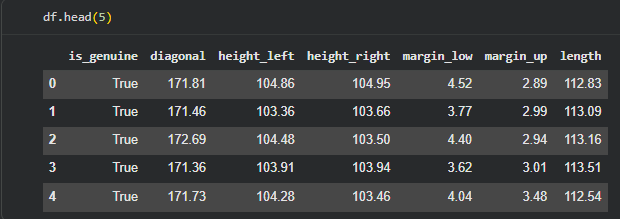 df.head(5)
is_genuine diagonal height_left height_right margin_low margin_up length
0 True 171.81 104.86 104.95 4.52 2.89 112.83
1 True 171.46 103.36 103.66 3.77 2.99 113.09
2 True 172.69 104.48 103.50 4.40 2.94 113.16
3 True 171.36 103.91 103.94 3.62 3.01 113.51
4 True 171.73 104.28 103.46 4.04 3.48 112.54